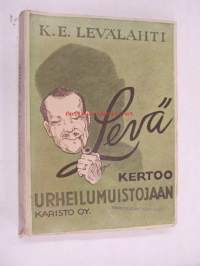 K.E. LEVÄLAHTI
Levä
KERTOO
URHEILUMUISTOJAAN
KARISTO OY.